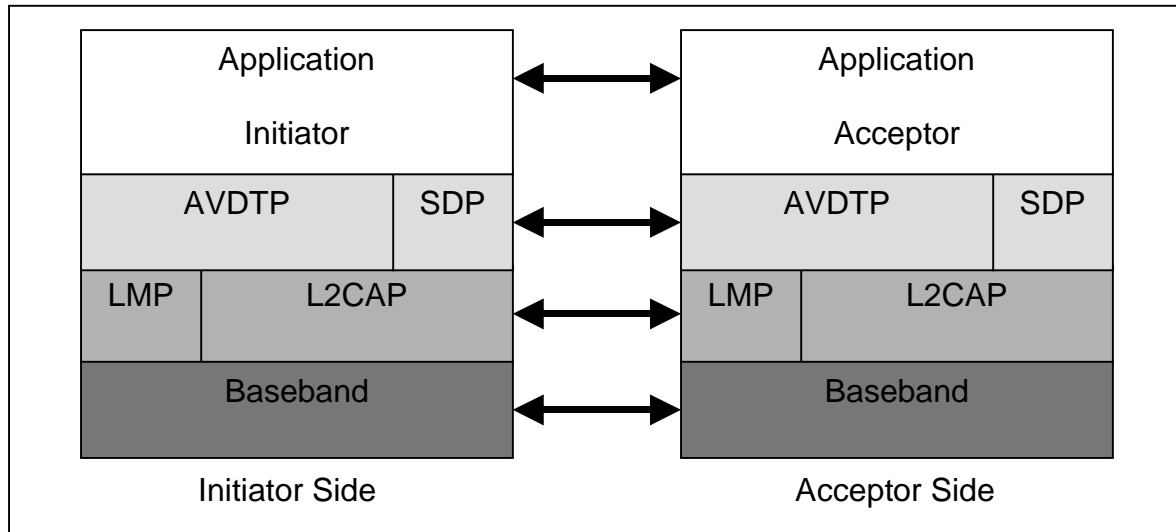 Application
Initiator
AVDTP
SDP
LMP
L2CAP
Baseband
Initiator Side
Application
Acceptor
AVDTP
SDP
LMP
L2CAP
Baseband
Acceptor Side